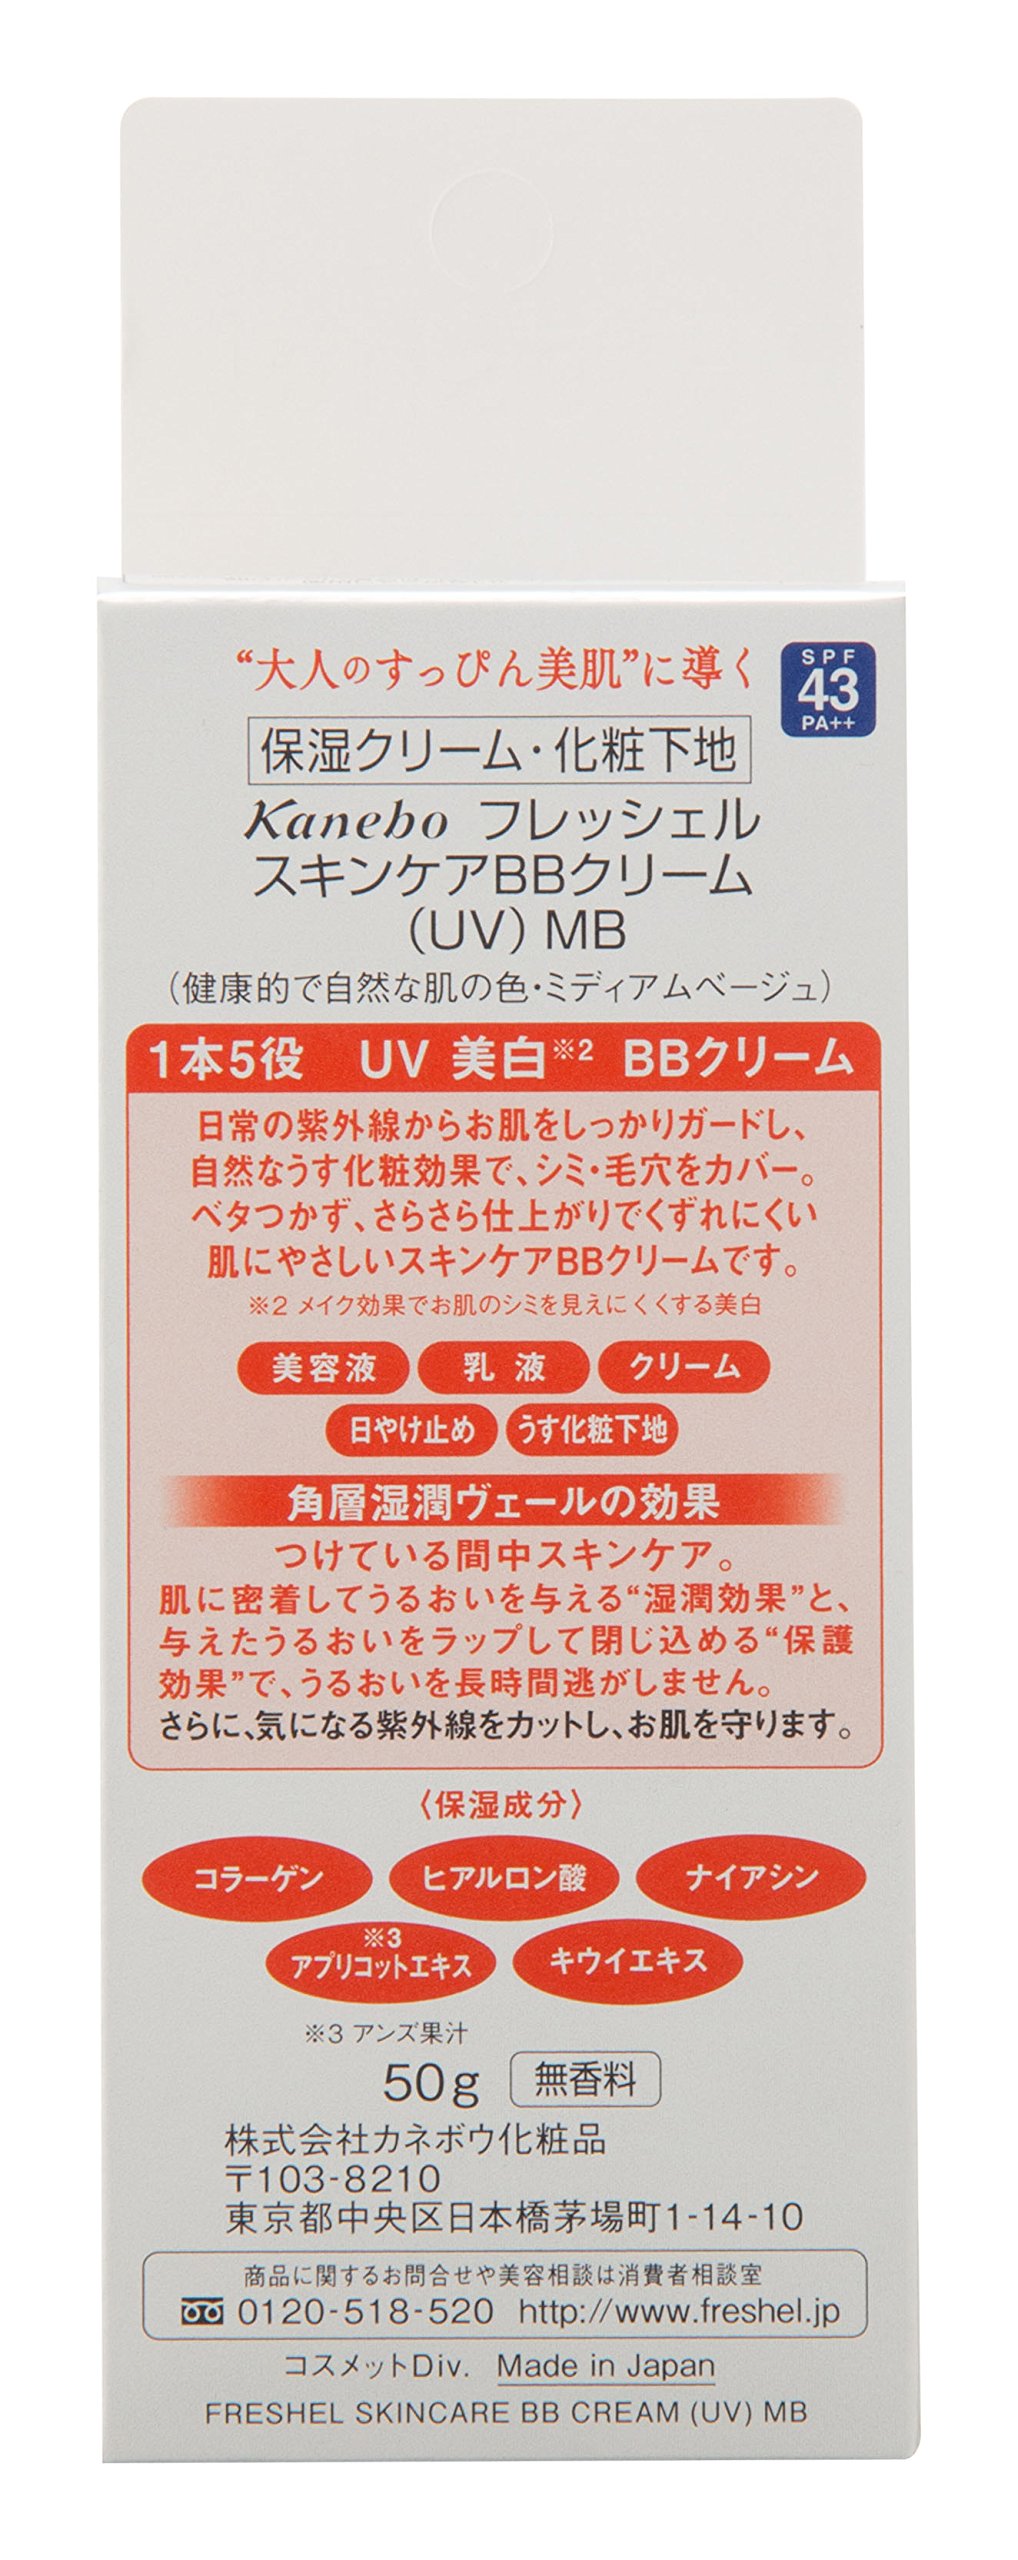 “大人のすっぴん美肌”に導く
SPF
43
PA++
保湿クリーム・化粧下地
Kanebo フレッシェル
スキンケアBBクリーム
(UV) MB
(健康的で自然な肌の色・ミディアムベージュ)
1本5役 UV 美白※2 BBクリーム
日常の紫外線からお肌をしっかりガードし、
自然なうす化粧効果で、シミ・毛穴をカバー。
ベタつかず、さらさら仕上がりでくずれにくい
肌にやさしいスキンケアBBクリームです。
※2 メイク効果でお肌のシミを見えにくくする美白
美容液 乳液 クリーム
日やけ止め うす化粧下地
角層湿潤ヴェールの効果
つけている間中スキンケア。
肌に密着してうるおいを与える“湿潤効果”と、
与えたうるおいをラップして閉じ込める“保護
効果”で、うるおいを長時間逃がしません。
さらに、気になる紫外線をカットし、お肌を守ります。
〈保湿成分〉
コラーゲン ヒアルロン酸 ナイアシン
※3
アプリコットエキス キウイエキス
※3 アンズ果汁
50g 無香料
株式会社カネボウ化粧品
〒103-8210
東京都中央区日本橋茅場町1-14-10
商品に関するお問合せや美容相談は消費者相談室
0120-518-520 http://www.freshel.jp
コスメットDiv. Made in Japan
FRESHEL SKINCARE BB CREAM (UV) MB